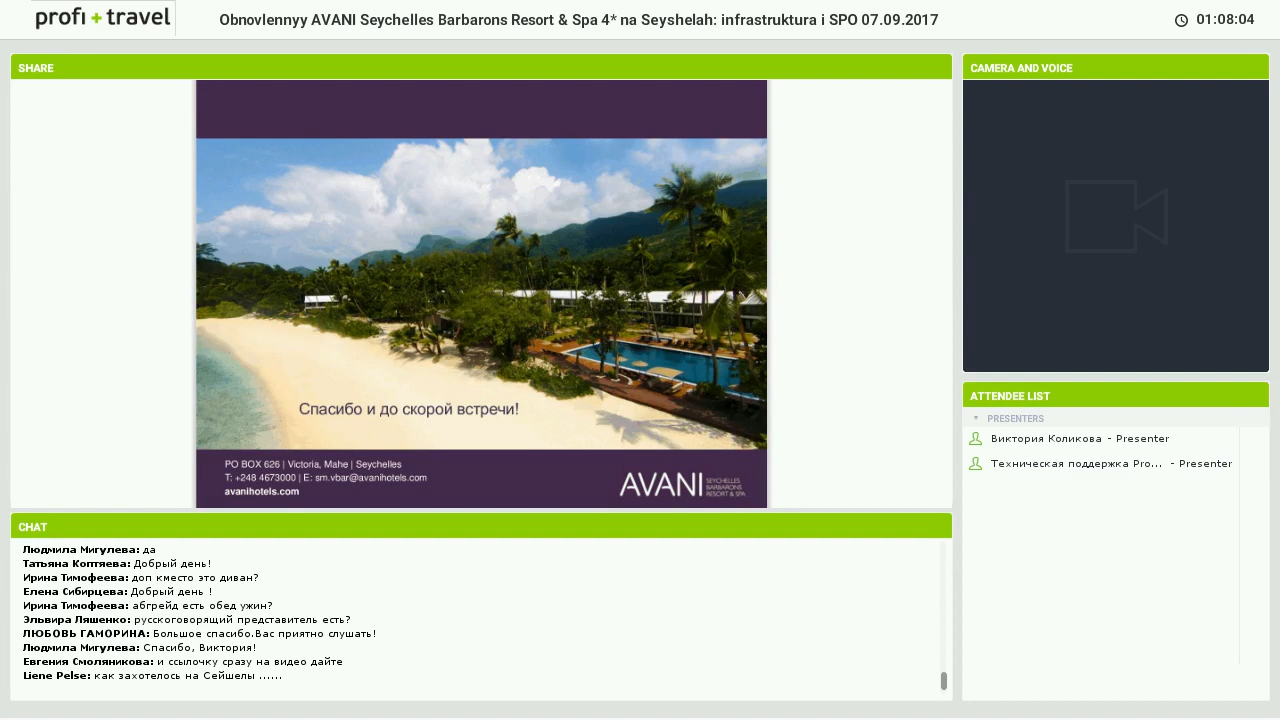 profi + travel
Obnovlennyy AVANI Seychelles Barbarons Resort & Spa 4* na Seyshelah: infrastruktura i SPO 07.09.2017
01:08:04
SHARE
Спасибо и до скорой встречи!
PO BOX 626 | Victoria, Mahe | Seychelles
T: +248 4673000 | E: sm.vbar@avanihotels.com
avanihotels.com
AVANI SEYCHELLES BARBARONS RESORT & SPA
CAMERA AND VOICE
ATTENDEE LIST
PRESENTERS
Виктория Коликова - Presenter
Техническая поддержка Pro... - Presenter
CHAT
Людмила Мигулева: да
Татьяна Коптяева: Добрый день!
Ирина Тимофеева: доп кместо это диван?
Елена Сибирцева: Добрый день !
Ирина Тимофеева: абгрейд есть обед ужин?
Эльвира Ляшенко: русскоговорящий представитель есть?
ЛЮБОВЬ ГАМОРИНА: Большое спасибо.Вас приятно слушать!
Людмила Мигулева: Спасибо, Виктория!
Евгения Смоляникова: и ссылочку сразу на видео дайте
Liene Pelse: как захотелось на Сейшелы ......